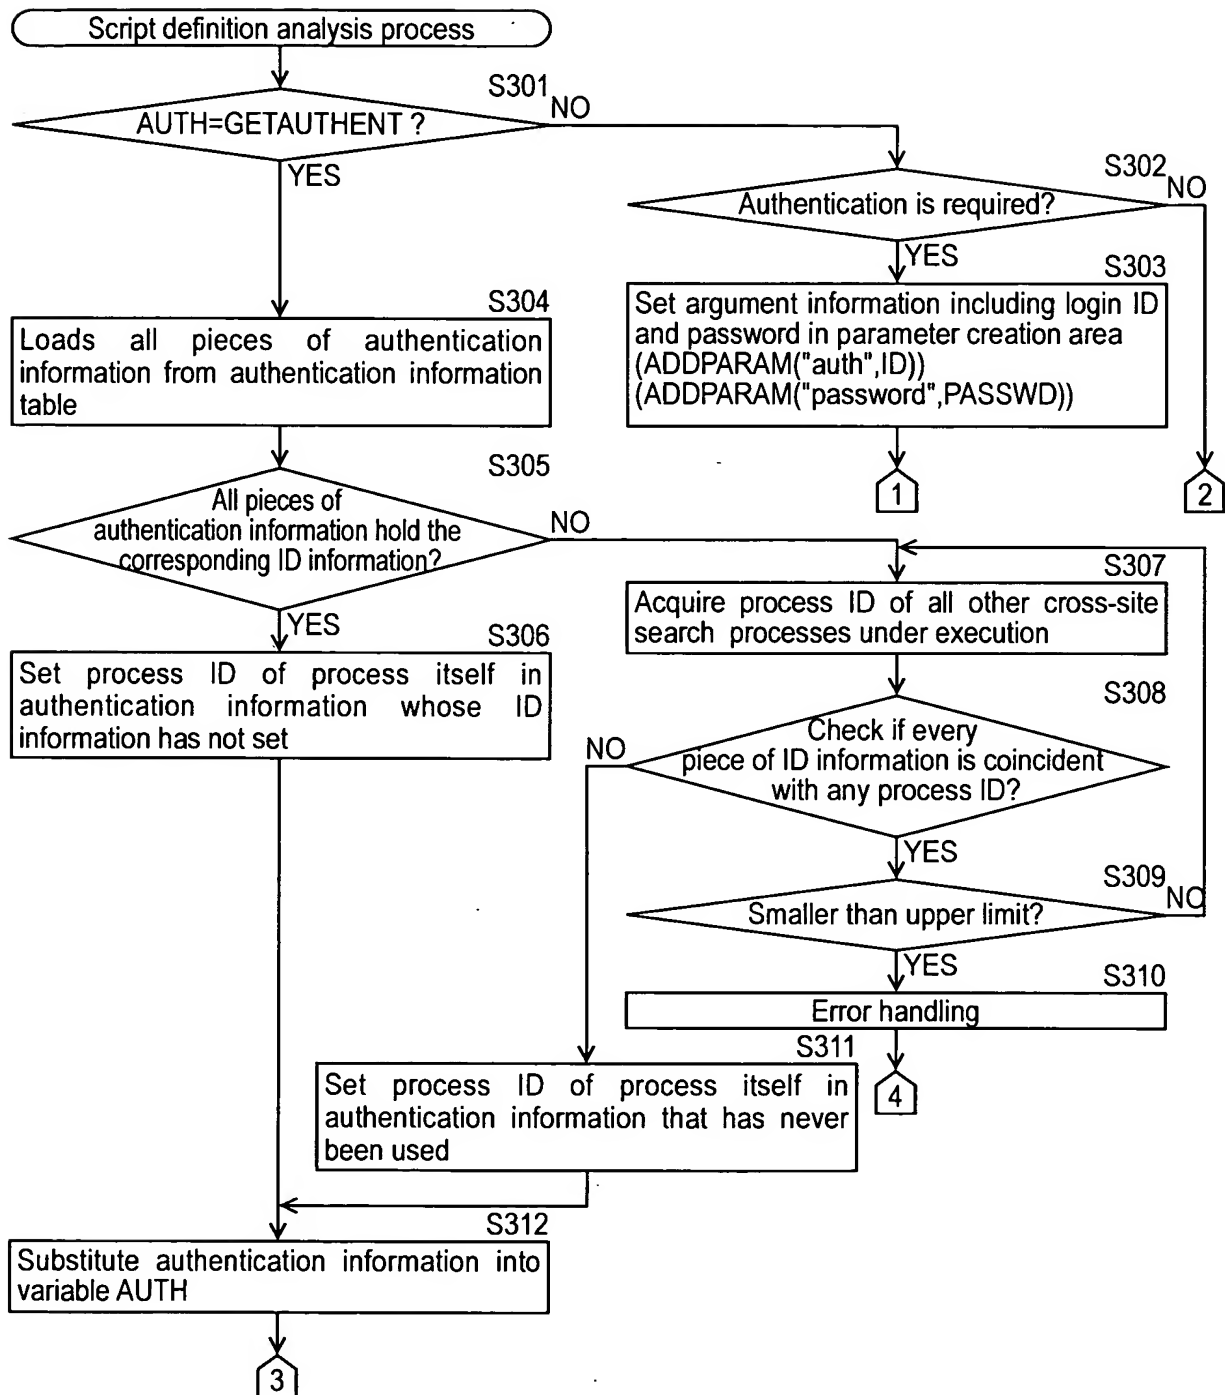 Script definition analysis process
S301
AUTH=GETAUTHENT ?
NO
YES
S302
Authentication is required?
NO
YES
S303
Set argument information including login ID
and password in parameter creation area
(ADDPARAM("auth",ID))
(ADDPARAM("password",PASSWD))
1
2
S304
Loads all pieces of authentication
information from authentication information
table
S305
All pieces of
authentication information hold the
corresponding ID information?
NO
YES
S306
Set process ID of process itself in
authentication information whose ID
information has not set
S307
Acquire process ID of all other cross-site
search processes under execution
S308
Check if every
piece of ID information is coincident
with any process ID?
NO
YES
S309
Smaller than upper limit?
NO
YES
S310
Error handling
4
S311
Set process ID of process itself in
authentication information that has never
been used
S312
Substitute authentication information into
variable AUTH
3